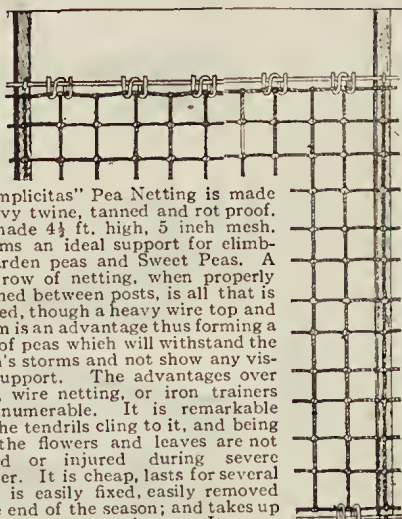 mplicitas" Pea Netting is made
vy twine, tanned and rot proof.
made 4½ ft. high, 5 inch mesh.
ms an ideal support for climb-
arden peas and Sweet Peas. A
row of netting, when properly
ned between posts, is all that is
ed, though a heavy wire top and
m is an advantage thus forming a
of peas which will withstand the
n's storms and not show any vis-
upport. The advantages over
, wire netting, or iron trainers
numerable. It is remarkable
he tendrils cling to it, and being
the flowers and leaves are not
d or injured during severe
er. It is cheap, lasts for several
is easily fixed, easily removed
e end of the season; and takes up